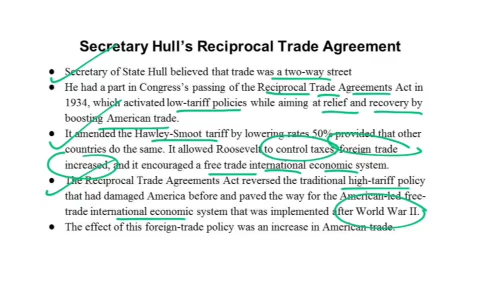 Secretary Hull's Reciprocal Trade Agreement
● Secretary of State Hull believed that trade was a two-way street
● He had a part in Congress's passing of the Reciprocal Trade Agreements Act in
1934, which activated low-tariff policies while aiming at relief and recovery by
boosting American trade.
● It amended the Hawley-Smoot tariff by lowering rates 50% provided that other
countries do the same. It allowed Roosevelt to control taxes, foreign trade
increased, and it encouraged a free trade international economic system.
● The Reciprocal Trade Agreements Act reversed the traditional high-tariff policy
that had damaged America before and paved the way for the American-led free-
trade international economic system that was implemented after World War II.
● The effect of this foreign-trade policy was an increase in American trade.